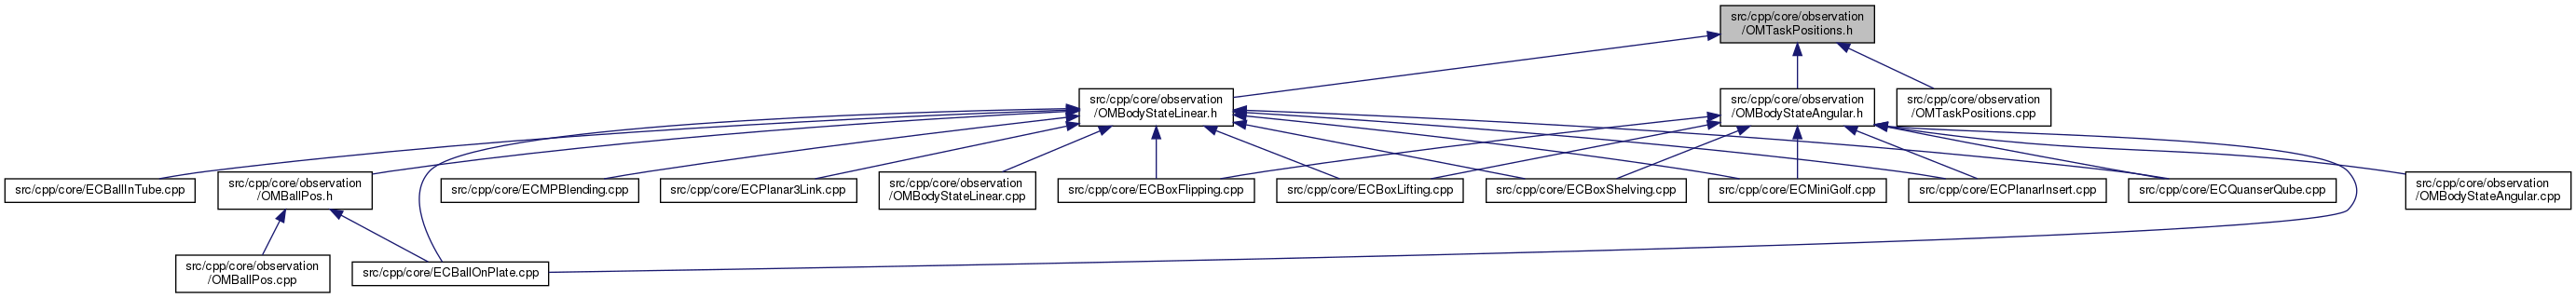 src/cpp/core/observation
/OMTaskPositions.h
src/cpp/core/observation
/OMBodyStateLinear.h
src/cpp/core/observation
/OMBodyStateAngular.h
src/cpp/core/observation
/OMTaskPositions.cpp
src/cpp/core/ECBallInTube.cpp
src/cpp/core/observation
/OMBallPos.h
src/cpp/core/ECMPBlending.cpp
src/cpp/core/ECPlanar3Link.cpp
src/cpp/core/observation
/OMBodyStateLinear.cpp
src/cpp/core/ECBoxFlipping.cpp
src/cpp/core/ECBoxLifting.cpp
src/cpp/core/ECBoxShelving.cpp
src/cpp/core/ECMiniGolf.cpp
src/cpp/core/ECPlanarInsert.cpp
src/cpp/core/ECQuanserQube.cpp
src/cpp/core/observation
/OMBodyStateAngular.cpp
src/cpp/core/observation
/OMBallPos.cpp
src/cpp/core/ECBallOnPlate.cpp